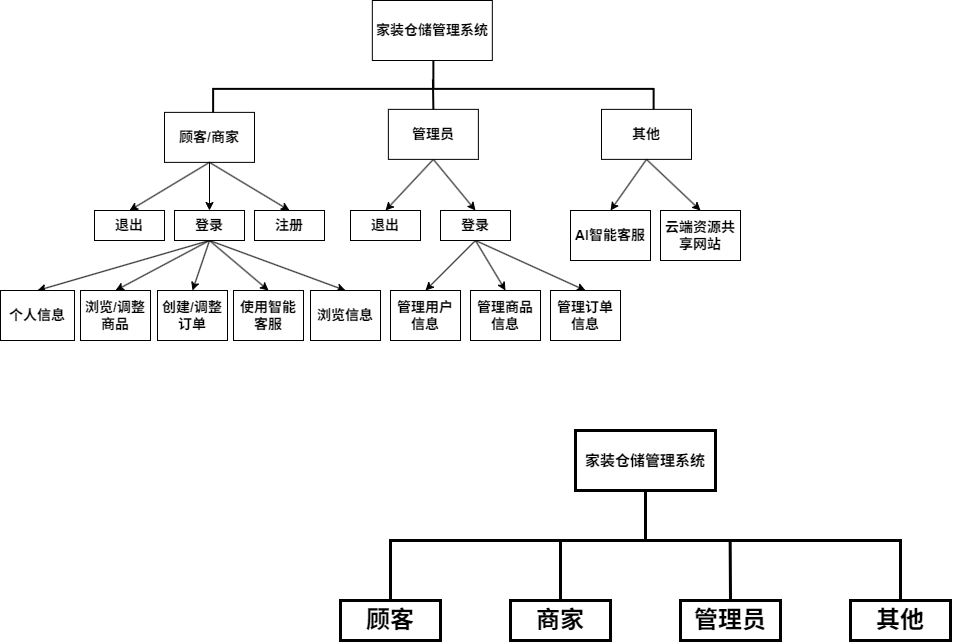 家装仓储管理系统
顾客/商家
管理员
其他
退出
登录
注册
退出
登录
AI智能客服
云端资源共
享网站
个人信息
浏览/调整
商品
创建/调整
订单
使用智能
客服
浏览信息
管理用户
信息
管理商品
信息
管理订单
信息
家装仓储管理系统
顾客
商家
管理员
其他